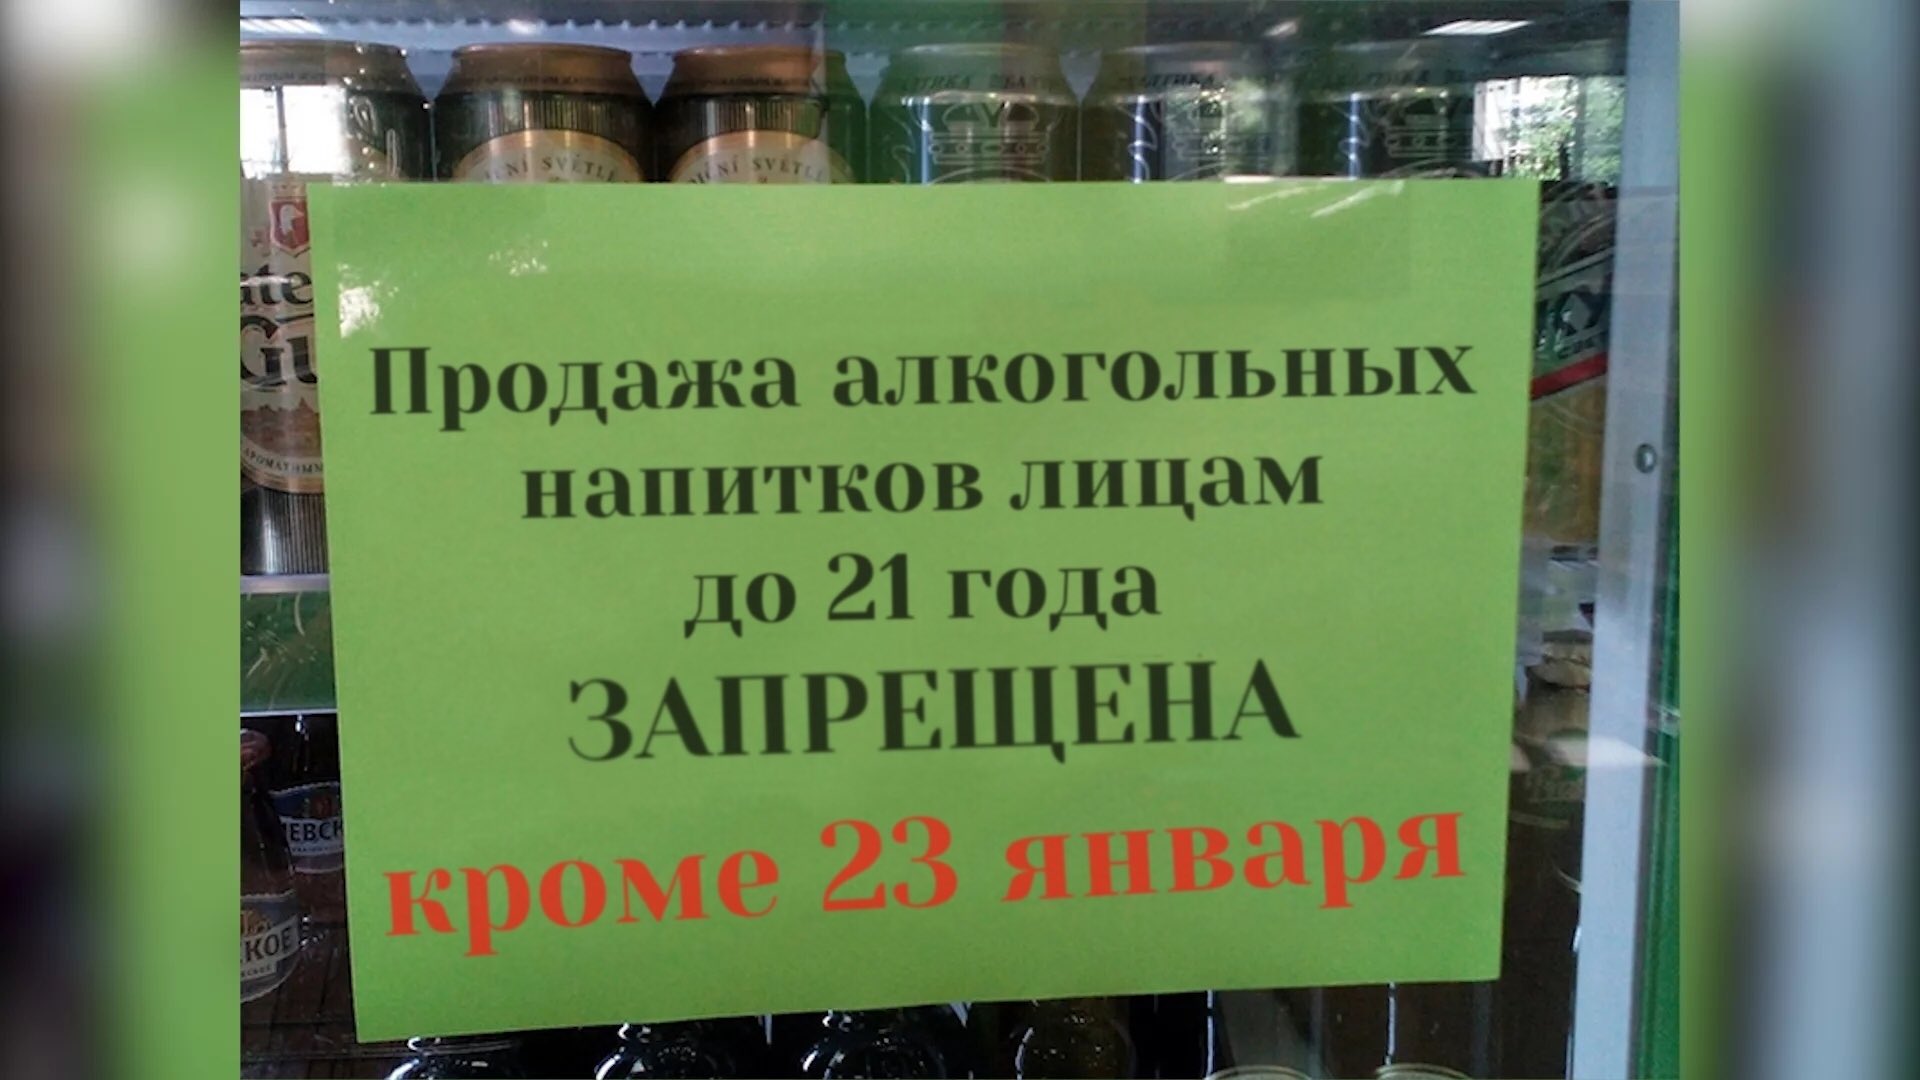 Продажа алкогольных
напитков лицам
до 21 года
ЗАПРЕЩЕНА
кроме 23 января